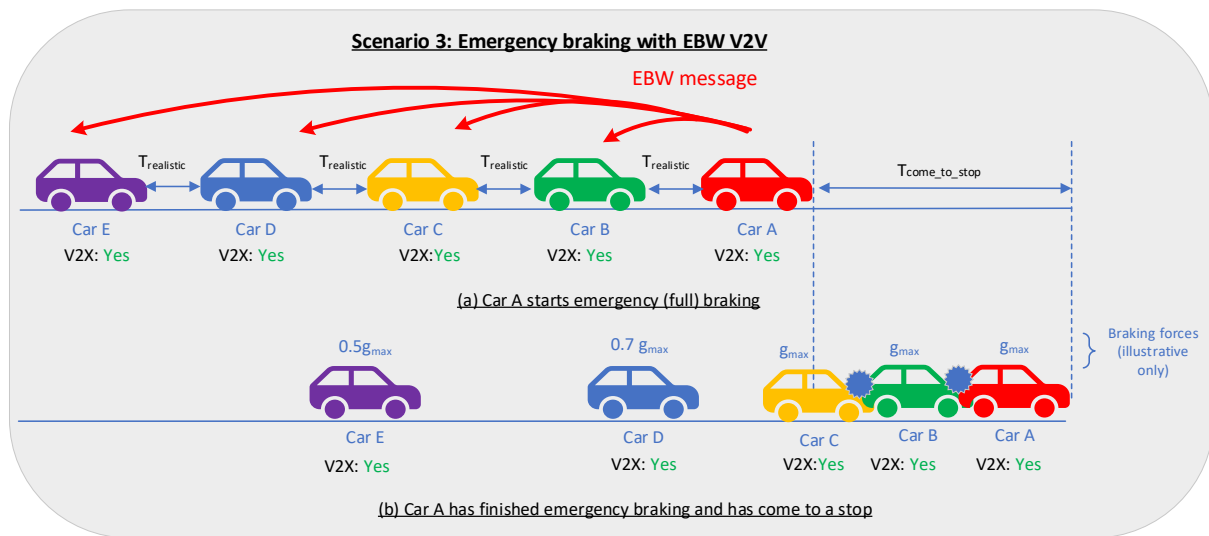 Scenario 3: Emergency braking with EBW V2V
EBW message
Trealistic Trealistic Trealistic Trealistic Tcome_to_stop
Car E Car D Car C Car B Car A
V2X: Yes V2X: Yes V2X:Yes V2X: Yes V2X: Yes
(a) Car A starts emergency (full) braking
0.5gmax 0.7 gmax gmax gmax gmax
Braking forces
(illustrative
only)
Car E Car D Car C Car B Car A
V2X: Yes V2X: Yes V2X:Yes V2X: Yes V2X: Yes
(b) Car A has finished emergency braking and has come to a stop